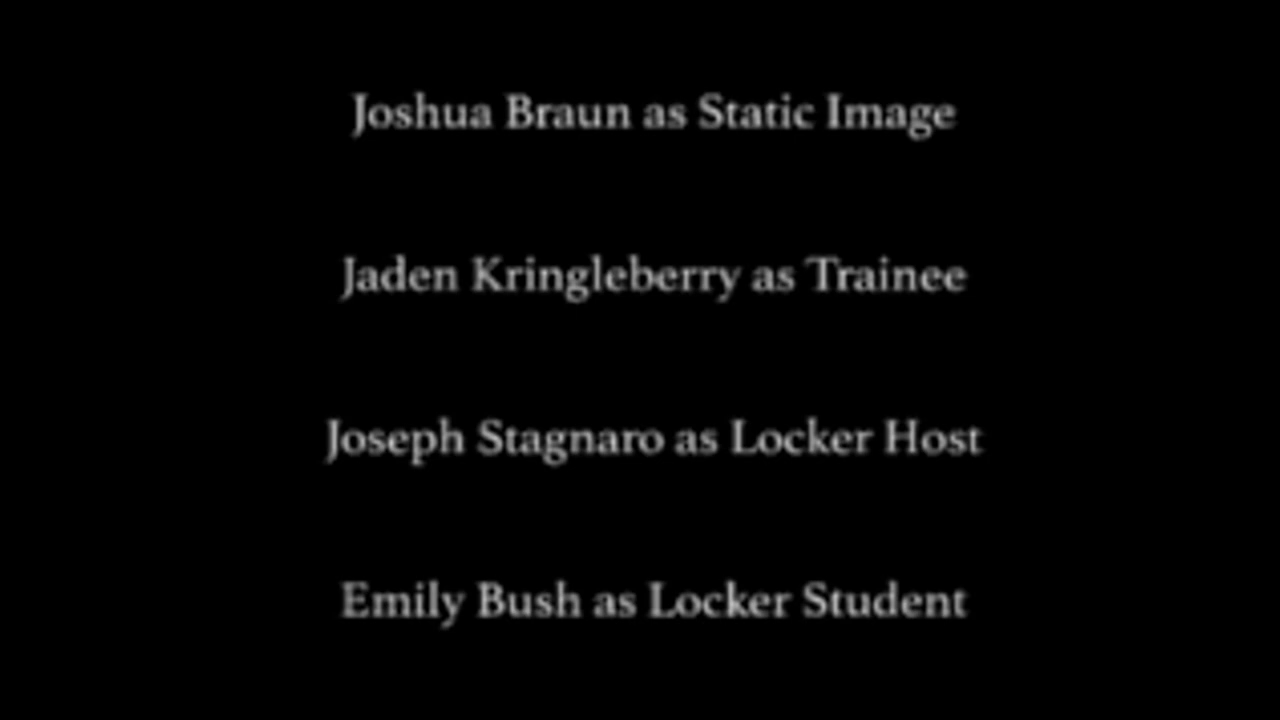 Joshua Braun as Static Image
Jaden Kringleberry as Trainee
Joseph Stagnaro as Locker Host
Emily Bush as Locker Student